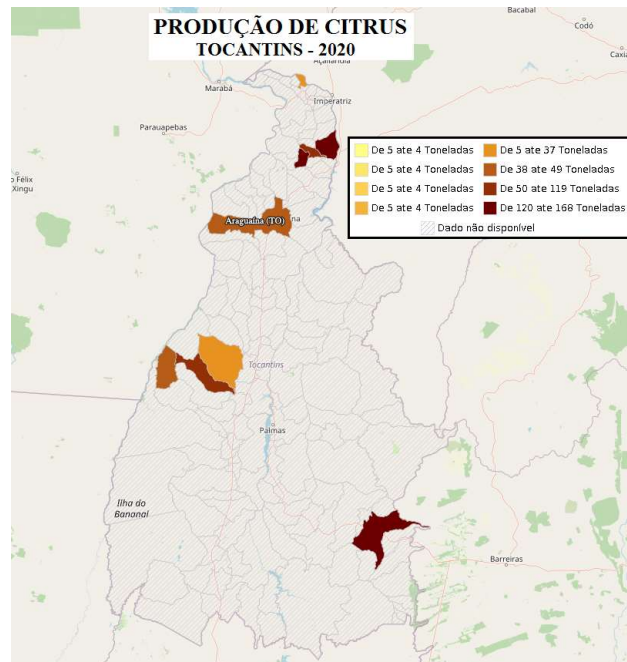 PRODUÇÃO DE CITRUS
TOCANTINS - 2020
Bacabal
Codó
Caxia
Açailândia
Marabá
Imperatriz
Parauapebas
o Félix
Xingu
De 5 ate 4 Toneladas
De 5 ate 37 Toneladas
De 5 ate 4 Toneladas
De 38 ate 49 Toneladas
De 5 ate 4 Toneladas
De 50 ate 119 Toneladas
De 5 ate 4 Toneladas
De 120 ate 168 Toneladas
Dado não disponível
Araguaína (TO)
na
Tocantins
Palmas
Ilha do
Bananal
Barreiras